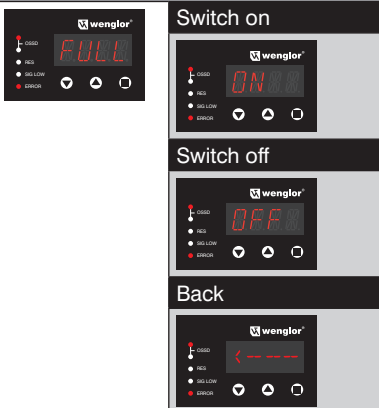 wenglor®
OSSD
FULL
RES
SIG LOW
ERROR
Switch on
wenglor®
OSSD
ON
RES
SIG LOW
ERROR
Switch off
wenglor®
OSSD
OFF
RES
SIG LOW
ERROR
Back
wenglor®
OSSD
<----
RES
SIG LOW
ERROR